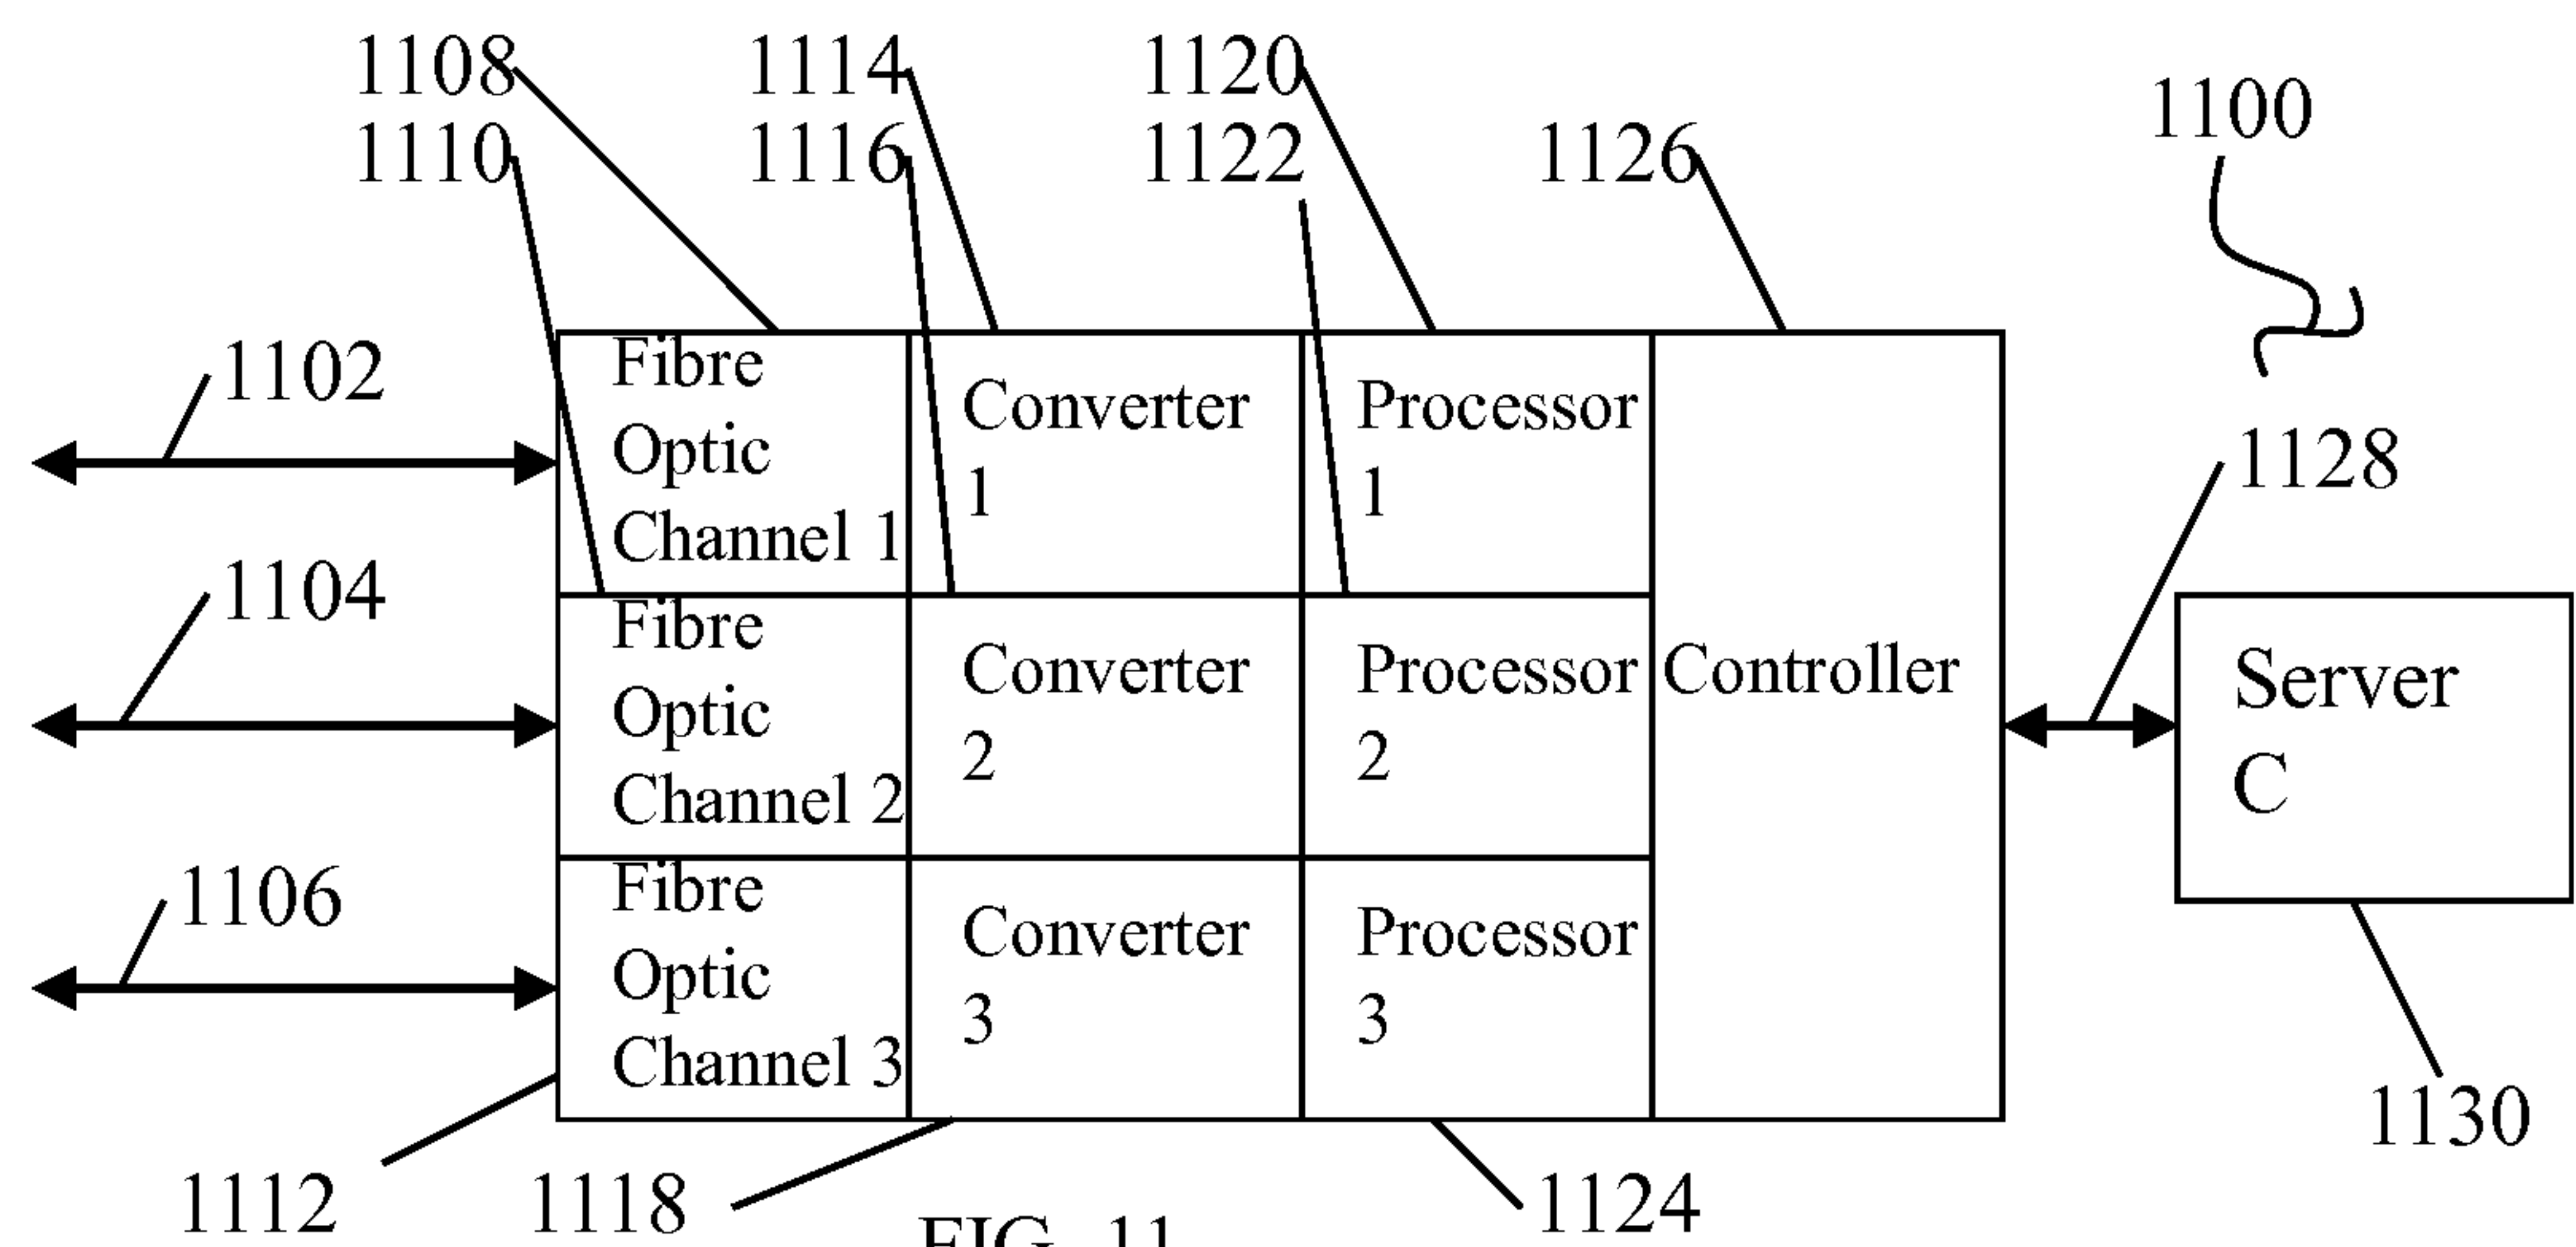 1108
1114
1120
1100
1110
1116
1122
1126
1102
1104
1106
Fibre
Optic
Channel 1
Converter
1
Processor
1
Fibre
Optic
Channel 2
Converter
2
Processor
2
Fibre
Optic
Channel 3
Converter
3
Processor
3
Controller
1128
Server
C
1130
1112
1118
1124
FIG. 11